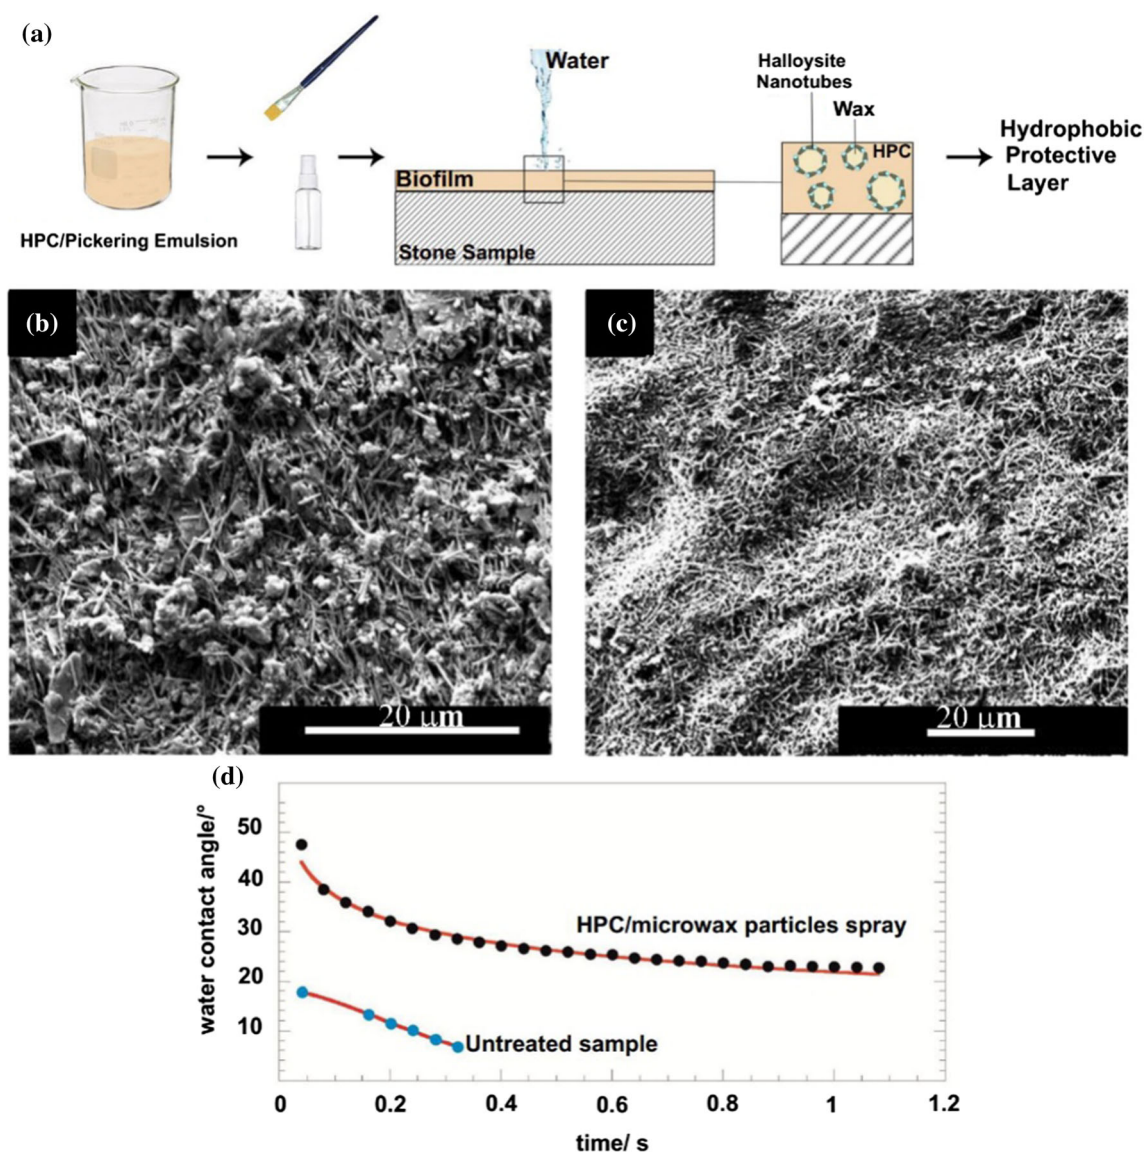 (a)
Water
Halloysite
Nanotubes
Wax
HPC
Hydrophobic
Protective
Layer
Biofilm
HPC/Pickering Emulsion
Stone Sample
(b)
(c)
20 µm
20 µm
(d)
water contact angle/°
50
40
30
20
10
HPC/microwax particles spray
Untreated sample
0
0.2
0.4
0.6
0.8
1
1.2
time/ s